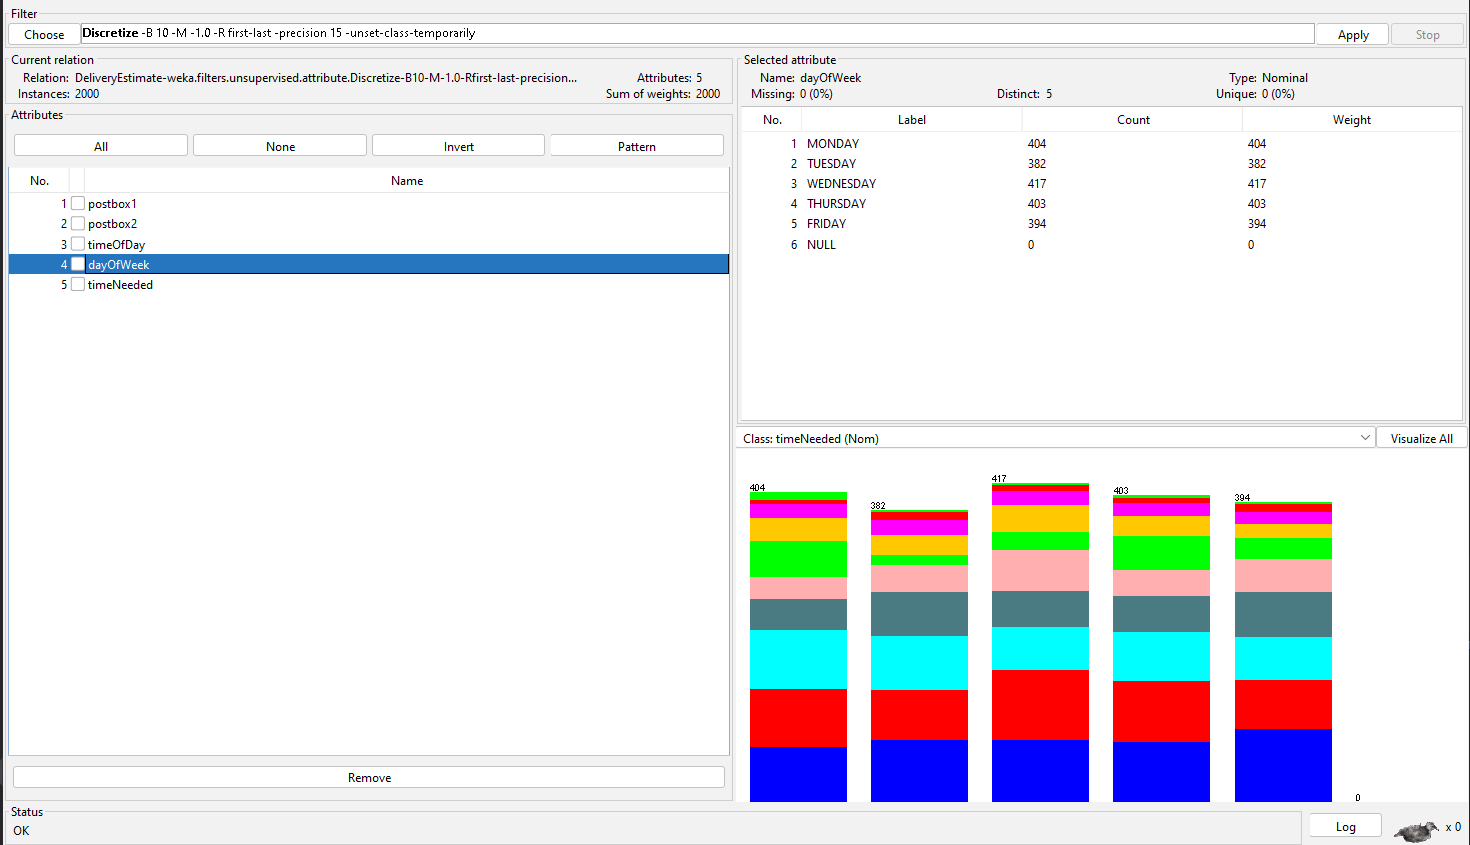 Filter
Choose Discretize -B 10 -M -1.0 -R first-last -precision 15 -unset-class-temporarily Apply Stop
Current relation
Relation: DeliveryEstimate-weka.filters.unsupervised.attribute.Discretize-B10-M-1.0-Rfirst-last-precision... Attributes: 5
Instances: 2000 Sum of weights: 2000
Attributes
All None Invert Pattern
No. Name
1 postbox1
2 postbox2
3 timeOfDay
4 dayOfWeek
5 timeNeeded
Remove
Selected attribute
Name: dayOfWeek Type: Nominal
Missing: 0 (0%) Distinct: 5 Unique: 0 (0%)
No. Label Count Weight
1 MONDAY 404 404
2 TUESDAY 382 382
3 WEDNESDAY 417 417
4 THURSDAY 403 403
5 FRIDAY 394 394
6 NULL 0 0
Class: timeNeeded (Nom) Visualize All
404 382 417 403 394 0
Status
OK
Log x 0